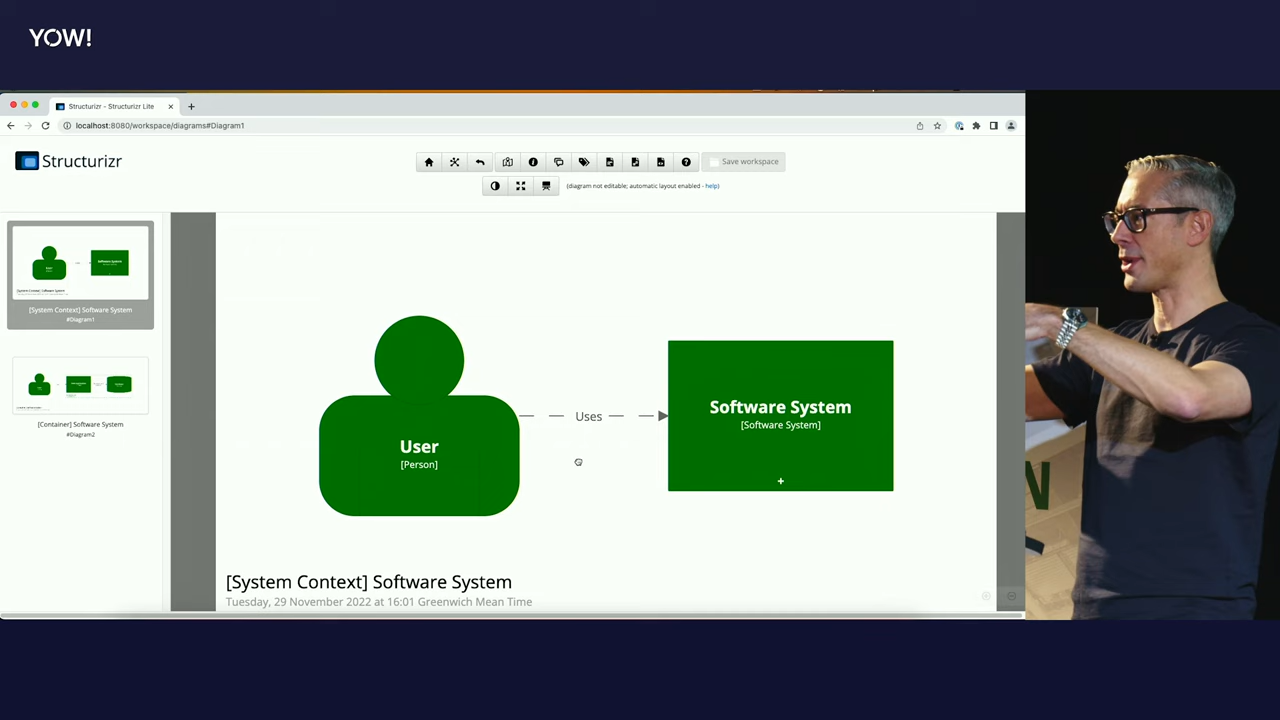 YOW!
Structurizr - Structurizr Lite
localhost:8080/workspace/diagrams#Diagram1
Structurizr
Save workspace
(diagram not editable; automatic layout enabled - help)
[System Context] Software System
#Diagram1
[Container] Software System
#Diagram2
User
[Person]
Uses
Software System
[Software System]
+
[System Context] Software System
Tuesday, 29 November 2022 at 16:01 Greenwich Mean Time
N